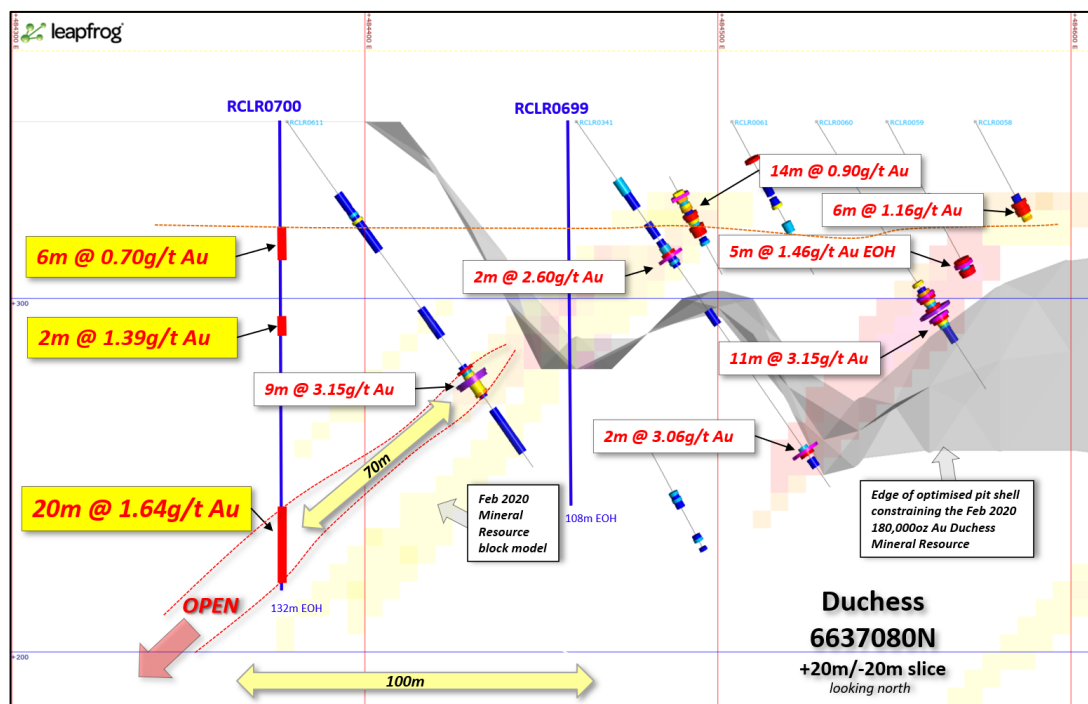 leapfrog
+484300 E
+484400 E
+484500 E
+484600 E
RCLR0700
RCLR0611
RCLR0699
RCLR0341
RCLR0061
RCLR0060
RCLR0059
RCLR0058
14m @ 0.90g/t Au
6m @ 1.16g/t Au
6m @ 0.70g/t Au
5m @ 1.46g/t Au EOH
2m @ 2.60g/t Au
+300
2m @ 1.39g/t Au
11m @ 3.15g/t Au
9m @ 3.15g/t Au
2m @ 3.06g/t Au
70m
20m @ 1.64g/t Au
Feb 2020
Mineral
Resource
block model
108m EOH
Edge of optimised pit shell
constraining the Feb 2020
180,000oz Au Duchess
Mineral Resource
OPEN
132m EOH
Duchess
6637080N
+20m/-20m slice
looking north
+200
100m